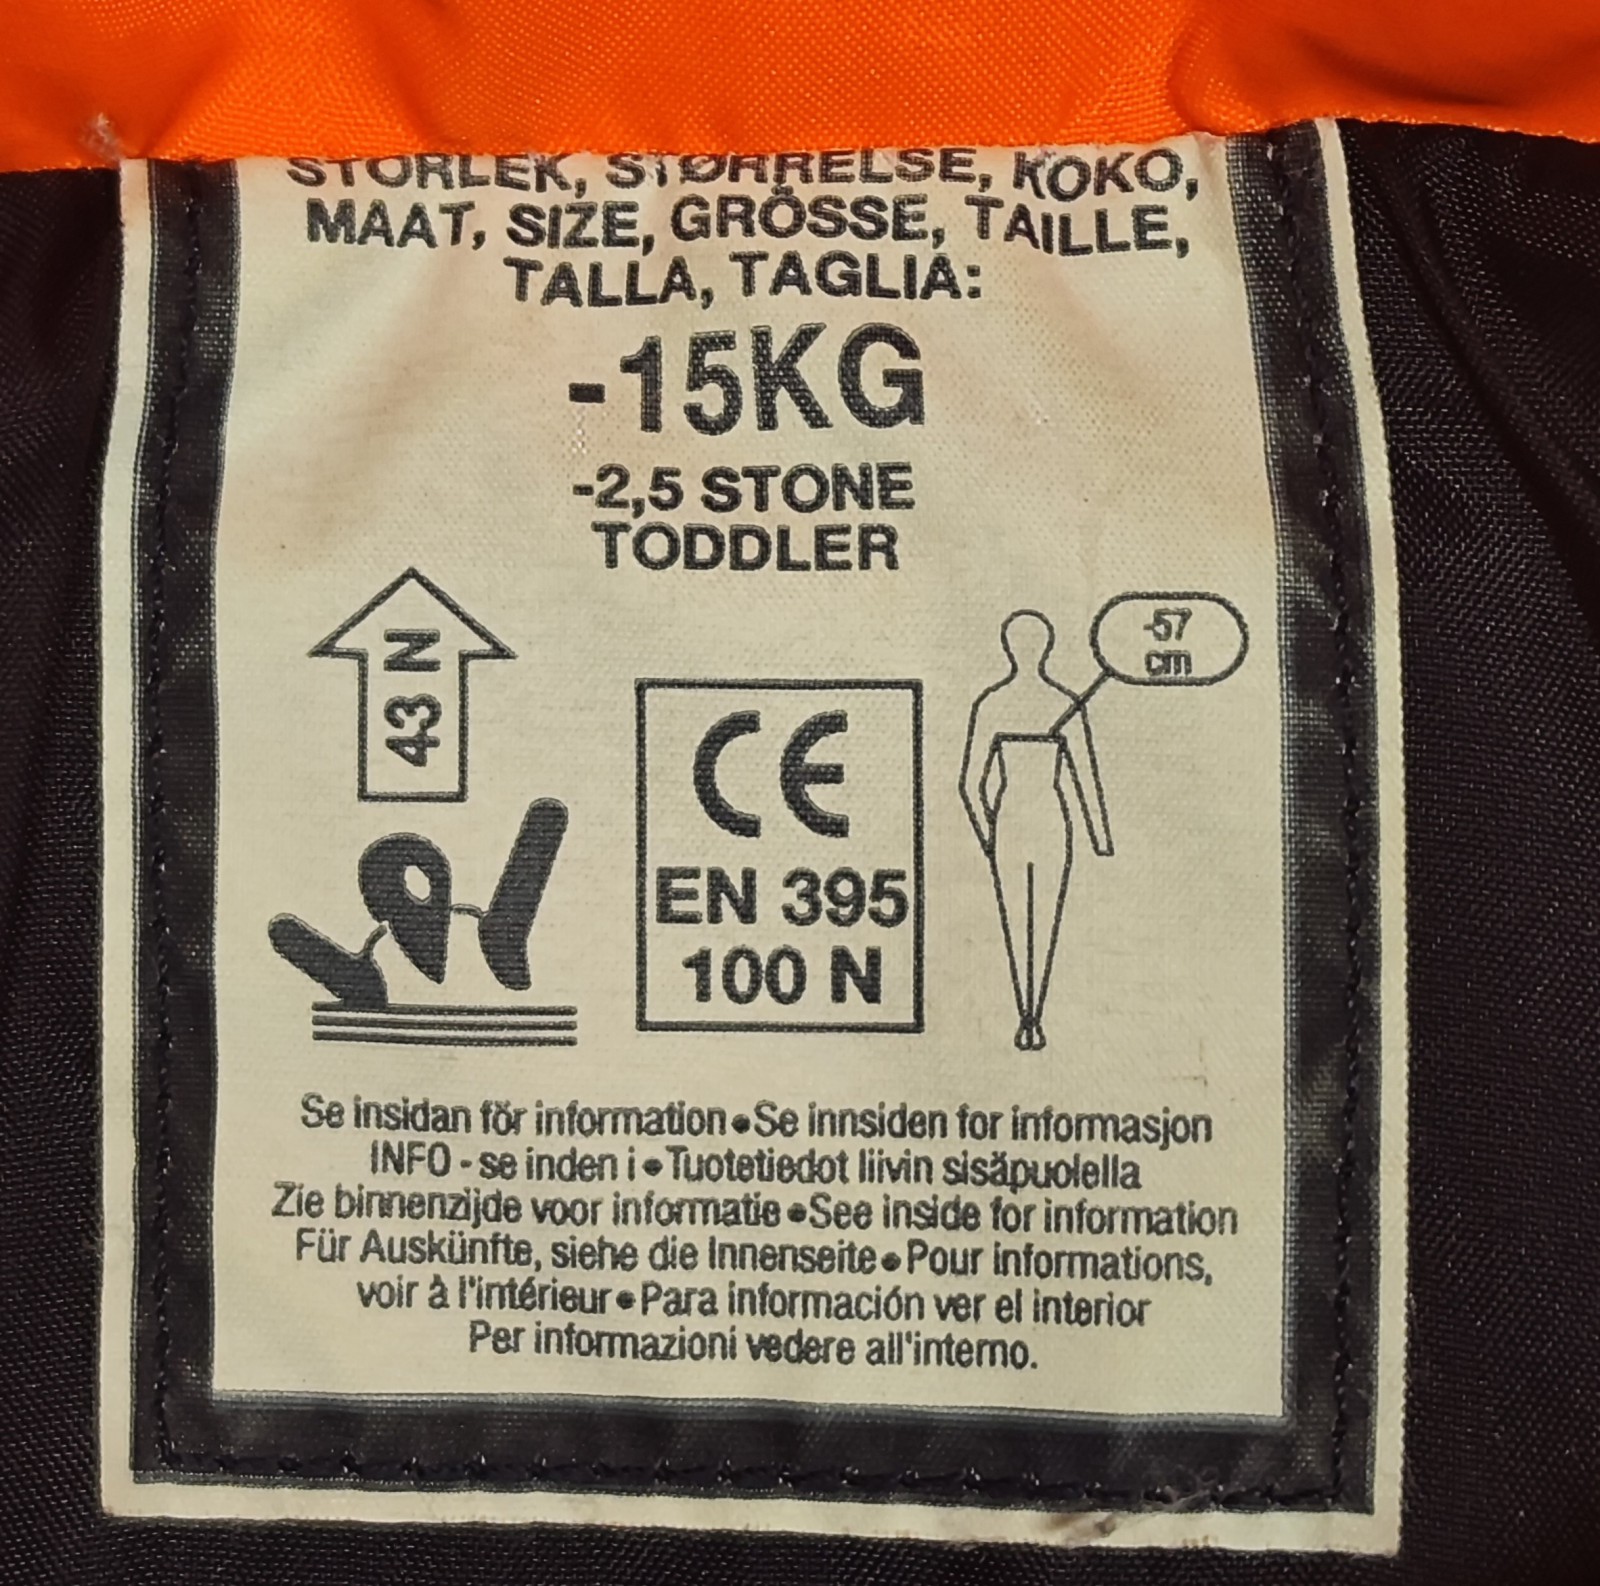 STORLEK, STØRRELSE, KOKO,
MAAT, SIZE, GRÖSSE, TAILLE,
TALLA, TAGLIA:
-15KG
-2,5 STONE
TODDLER
43 N
-57
cm
CE
EN 395
100 N
Se insidan för information • Se innsiden for informasjon
INFO - se inden i • Tuotetiedot liivin sisäpuolella
Zie binnenzijde voor informatie • See inside for information
Für Auskünfte, siehe die Innenseite • Pour informations,
voir à l'intérieur • Para información ver el interior
Per informazioni vedere all'interno.